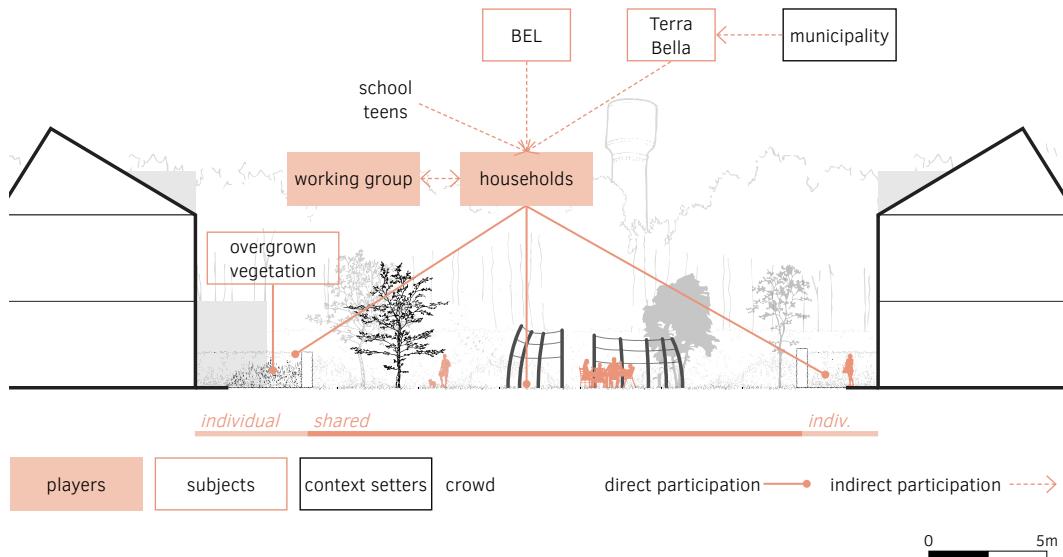 BEL
Terra
Bella
municipality
school
teens
working group
households
overgrown
vegetation
individual
shared
indiv.
players
subjects
context setters
crowd
direct participation
indirect participation
0
5m